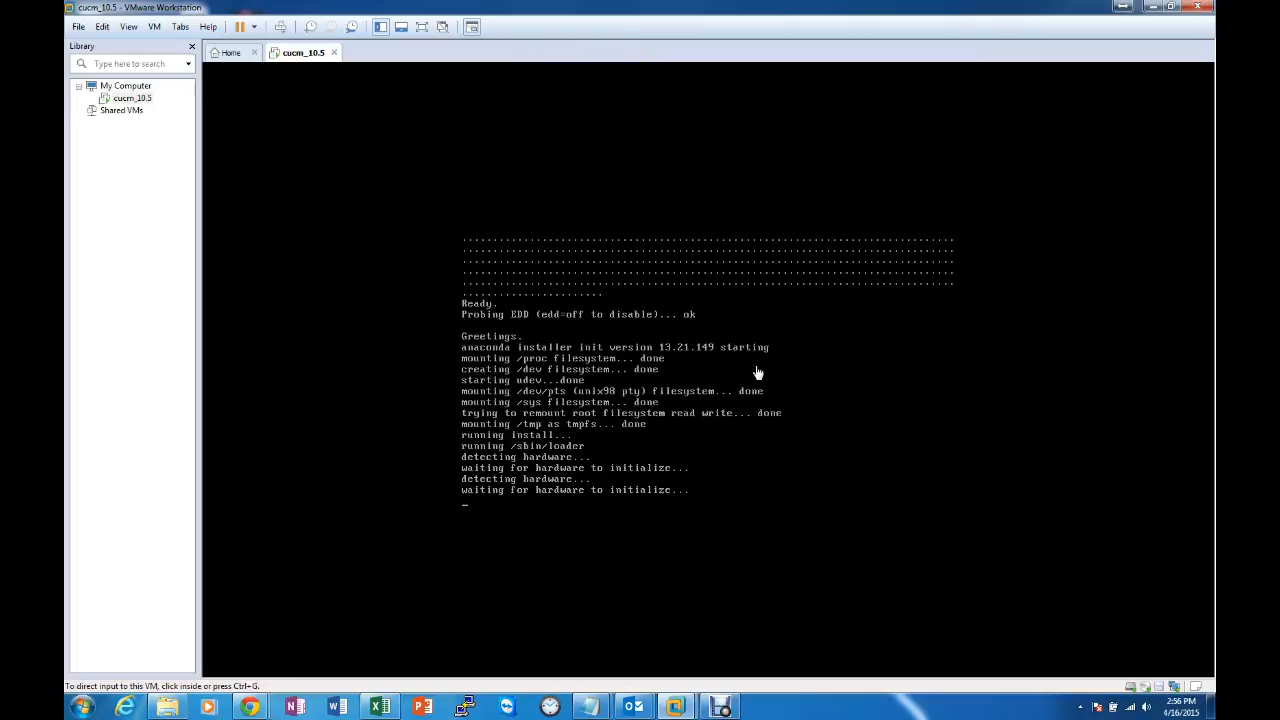 cucm_10.5 - VMware Workstation
File Edit View VM Tabs Help
Library
Type here to search
My Computer
cucm_10.5
Shared VMs
Home
cucm_10.5
Ready.
Probing EDD (edd=off to disable)... ok
Greetings.
anaconda installer init version 13.21.149 starting
mounting /proc filesystem... done
creating /dev filesystem... done
starting udev...done
mounting /dev/pts (unix98 pty) filesystem... done
mounting /sys filesystem... done
trying to remount root filesystem read write... done
mounting /tmp as tmpfs... done
running install...
running /sbin/loader
detecting hardware...
waiting for hardware to initialize...
detecting hardware...
waiting for hardware to initialize...
To direct input to this VM, click inside or press Ctrl+G.
2:56 PM
4/16/2015